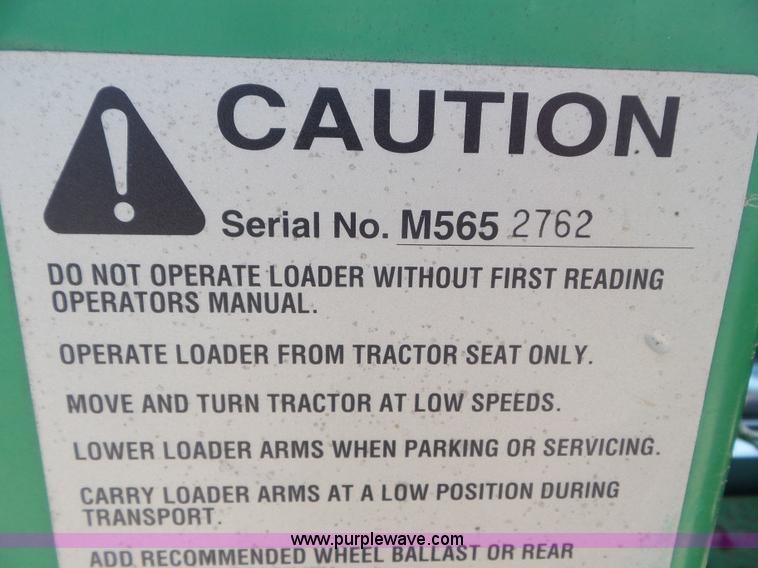 CAUTION
Serial No. M565 2762
DO NOT OPERATE LOADER WITHOUT FIRST READING
OPERATORS MANUAL.
OPERATE LOADER FROM TRACTOR SEAT ONLY.
MOVE AND TURN TRACTOR AT LOW SPEEDS.
LOWER LOADER ARMS WHEN PARKING OR SERVICING.
CARRY LOADER ARMS AT A LOW POSITION DURING
TRANSPORT.
www.purplewave.com
ADD RECOMMENDED WHEEL BALLAST OR REAR